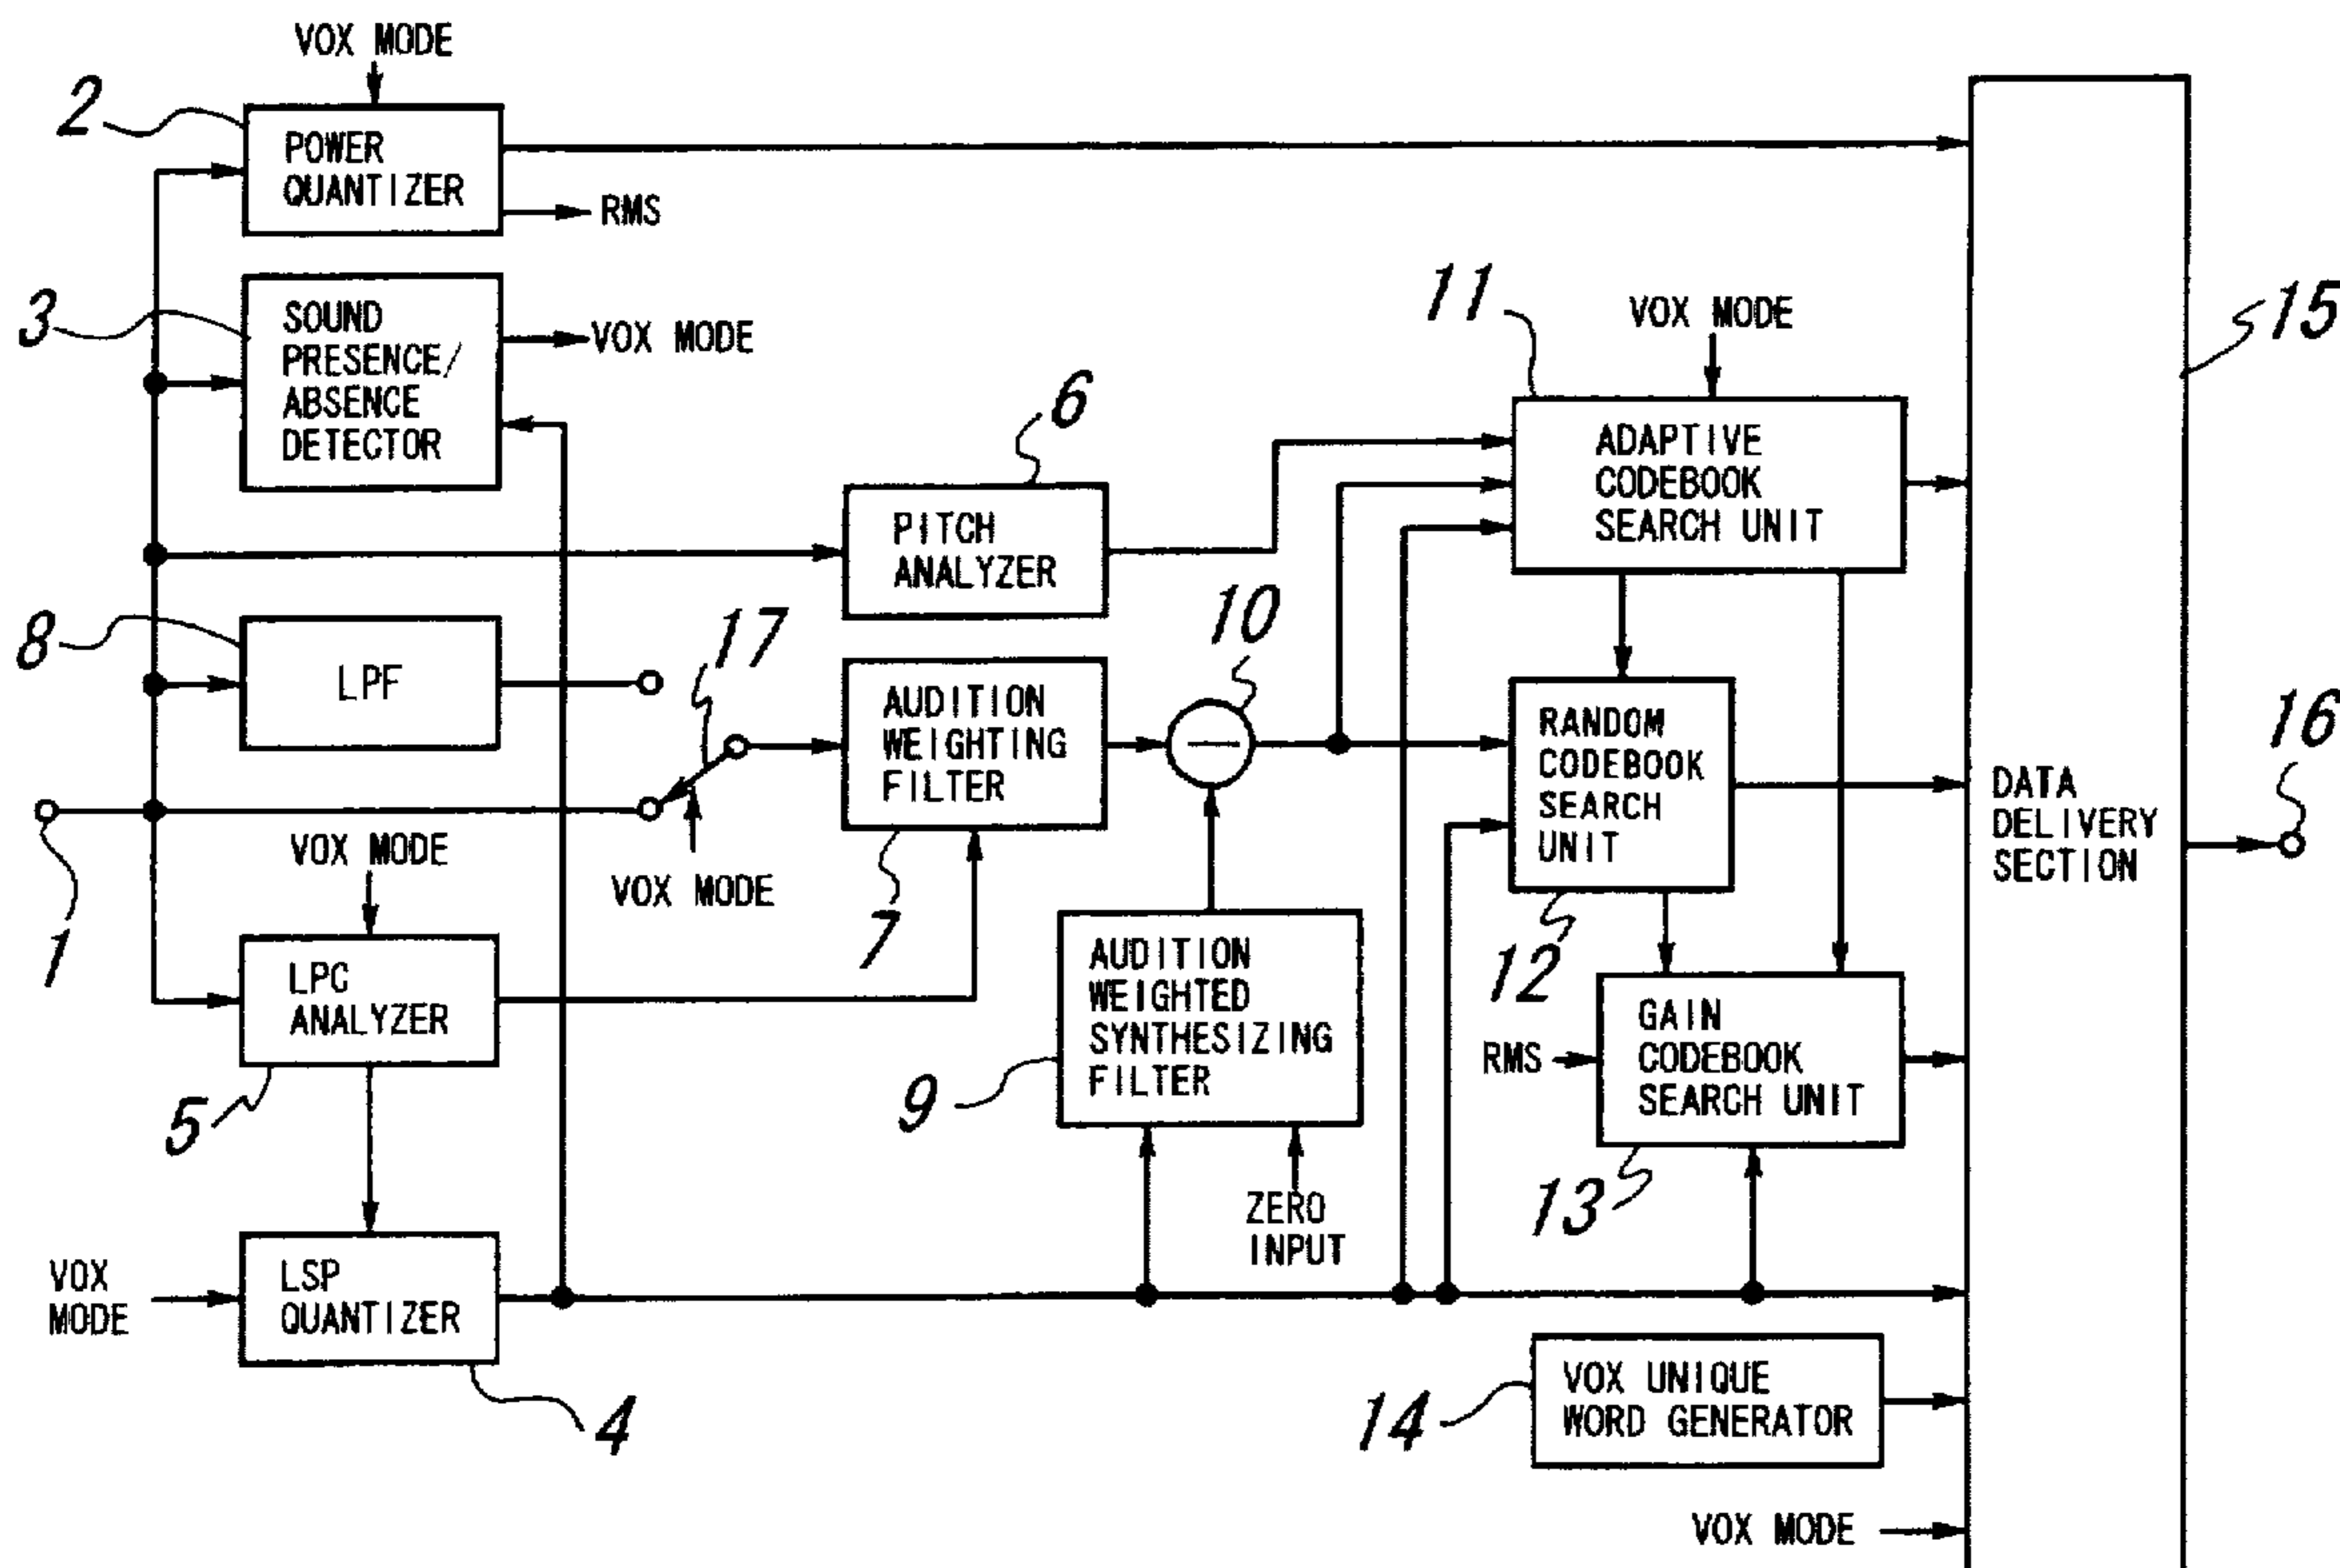 VOX MODE
2
POWER
QUANTIZER
RMS
3
SOUND
PRESENCE/
ABSENCE
DETECTOR
VOX MODE
11
VOX MODE
15
6
ADAPTIVE
CODEBOOK
SEARCH UNIT
PITCH
ANALYZER
8
LPF
17
10
AUDITION
WEIGHTING
FILTER
7
RANDOM
CODEBOOK
SEARCH
UNIT
12
DATA
DELIVERY
SECTION
16
1
VOX MODE
VOX MODE
LPC
ANALYZER
5
AUDITION
WEIGHTED
SYNTHESIZING
FILTER
9
RMS
GAIN
CODEBOOK
SEARCH UNIT
13
ZERO
INPUT
VOX
MODE
LSP
QUANTIZER
4
14
VOX UNIQUE
WORD GENERATOR
VOX MODE